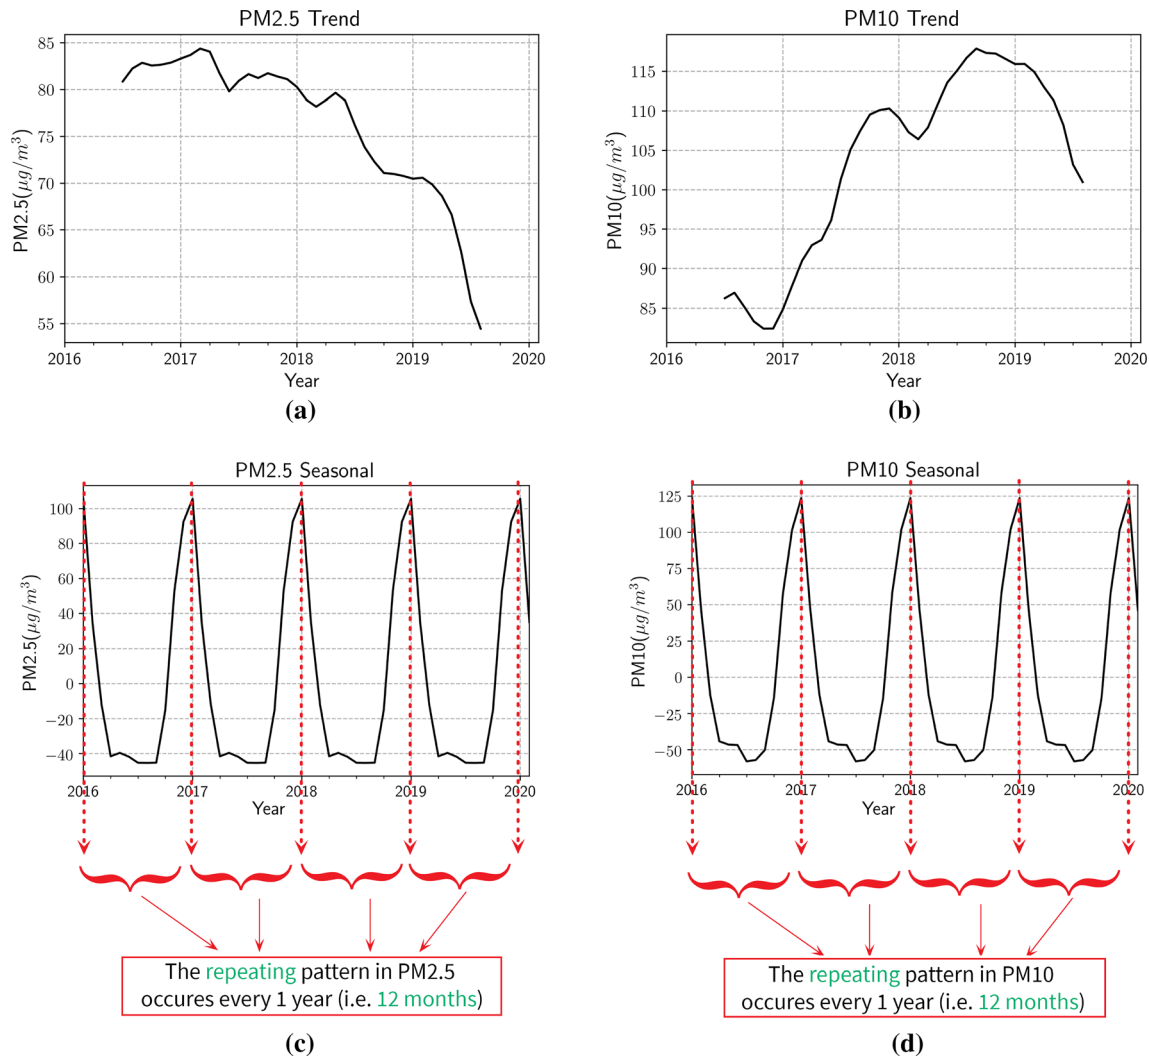 PM2.5 Trend
PM2.5(μg/m³)
85
80
75
70
65
60
55
2016
2017
2018
2019
2020
Year
(a)
PM10 Trend
PM10(μg/m³)
115
110
105
100
95
90
85
2016
2017
2018
2019
2020
Year
(b)
PM2.5 Seasonal
PM2.5(μg/m³)
100
80
60
40
20
0
−20
−40
2016
2017
2018
2019
2020
Year
The repeating pattern in PM2.5
occures every 1 year (i.e. 12 months)
(c)
PM10 Seasonal
PM10(μg/m³)
125
100
75
50
25
0
−25
−50
2016
2017
2018
2019
2020
Year
The repeating pattern in PM10
occures every 1 year (i.e. 12 months)
(d)